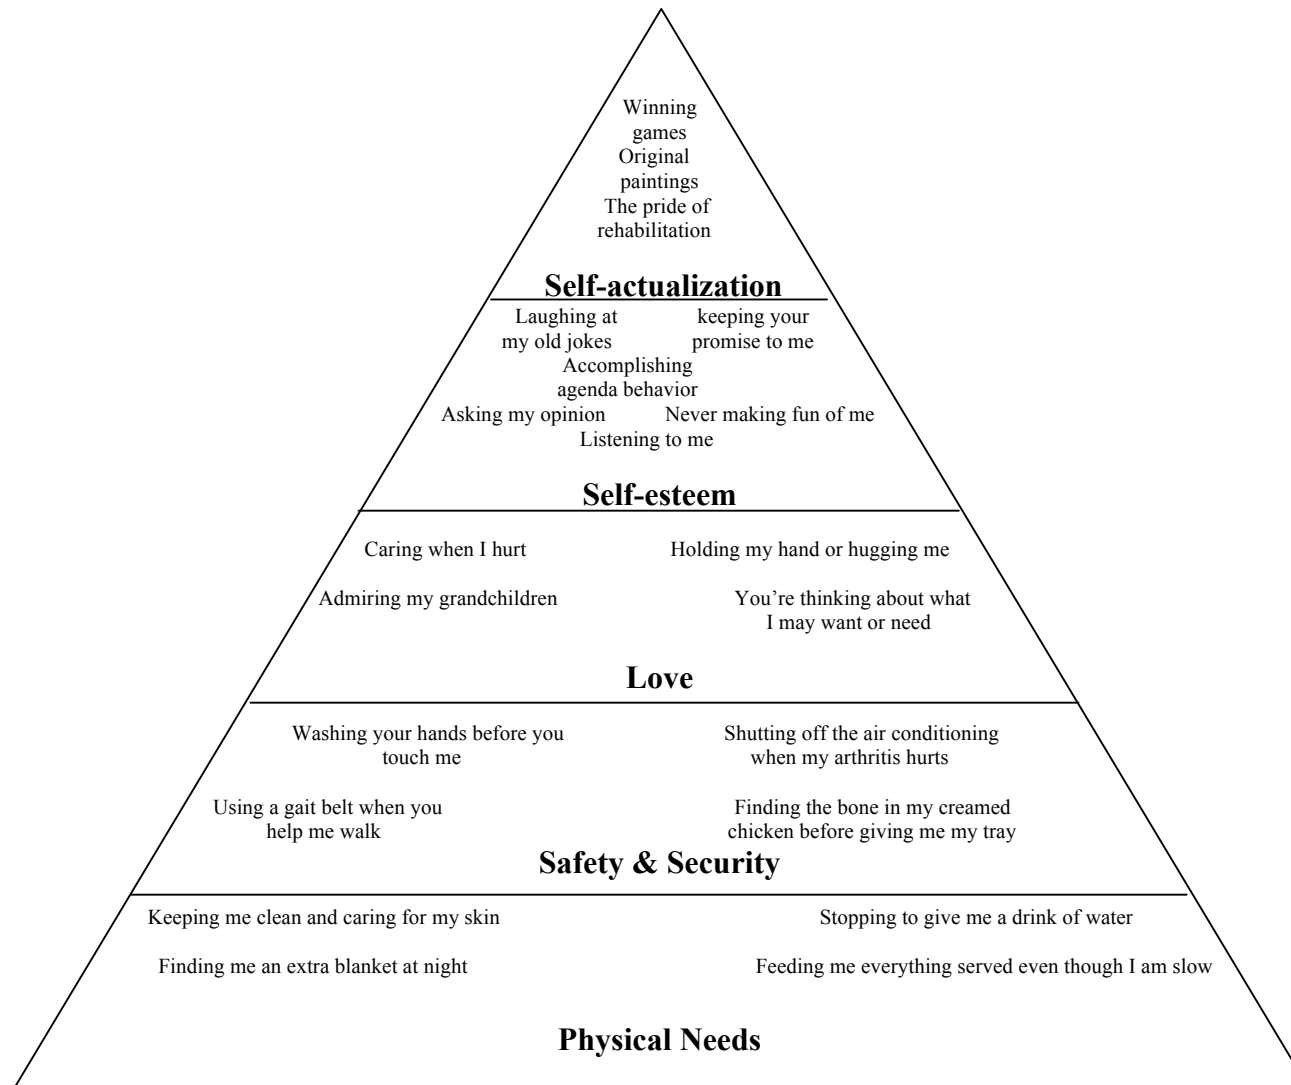 Winning
games
Original
paintings
The pride of
rehabilitation
Self-actualization
Laughing at
my old jokes
keeping your
promise to me
Accomplishing
agenda behavior
Asking my opinion
Never making fun of me
Listening to me
Self-esteem
Caring when I hurt
Holding my hand or hugging me
Admiring my grandchildren
You’re thinking about what
I may want or need
Love
Washing your hands before you
touch me
Shutting off the air conditioning
when my arthritis hurts
Using a gait belt when you
help me walk
Finding the bone in my creamed
chicken before giving me my tray
Safety & Security
Keeping me clean and caring for my skin
Stopping to give me a drink of water
Finding me an extra blanket at night
Feeding me everything served even though I am slow
Physical Needs